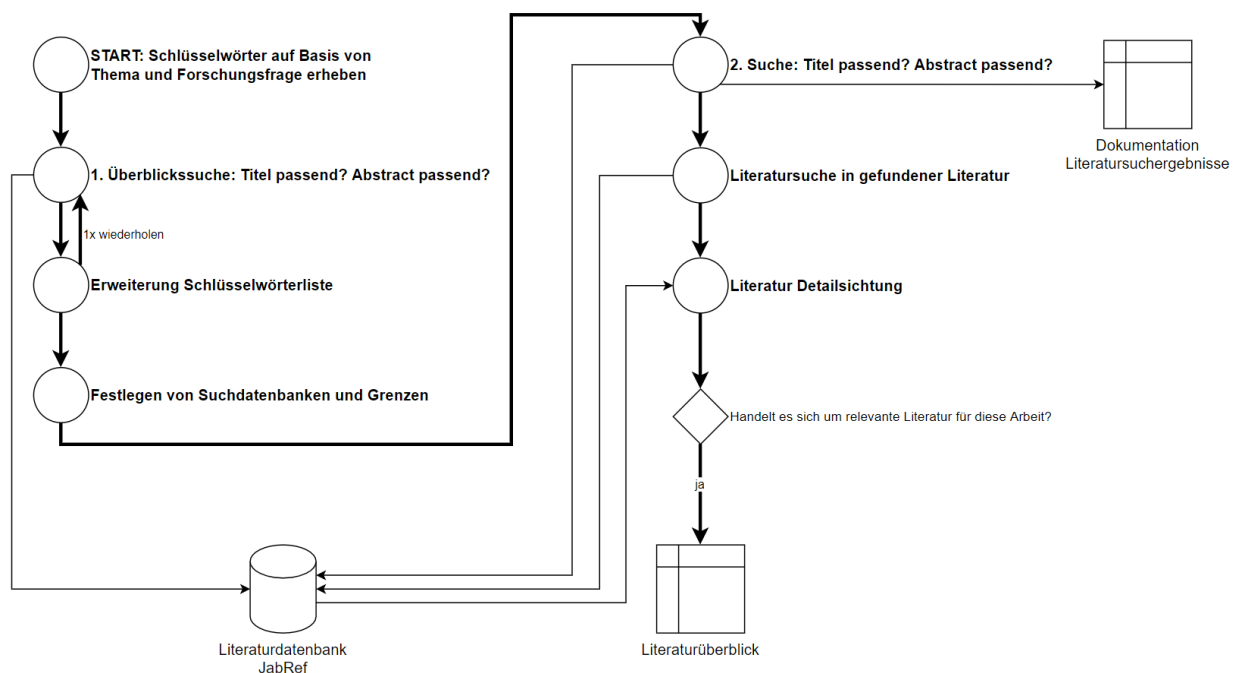 START: Schlüsselwörter auf Basis von
Thema und Forschungsfrage erheben
1. Überblickssuche: Titel passend? Abstract passend?
1x wiederholen
Erweiterung Schlüsselwörterliste
Festlegen von Suchdatenbanken und Grenzen
2. Suche: Titel passend? Abstract passend?
Dokumentation
Literatursuchergebnisse
Literatursuche in gefundener Literatur
Literatur Detailsichtung
Handelt es sich um relevante Literatur für diese Arbeit?
ja
Literaturdatenbank
JabRef
Literaturüberblick